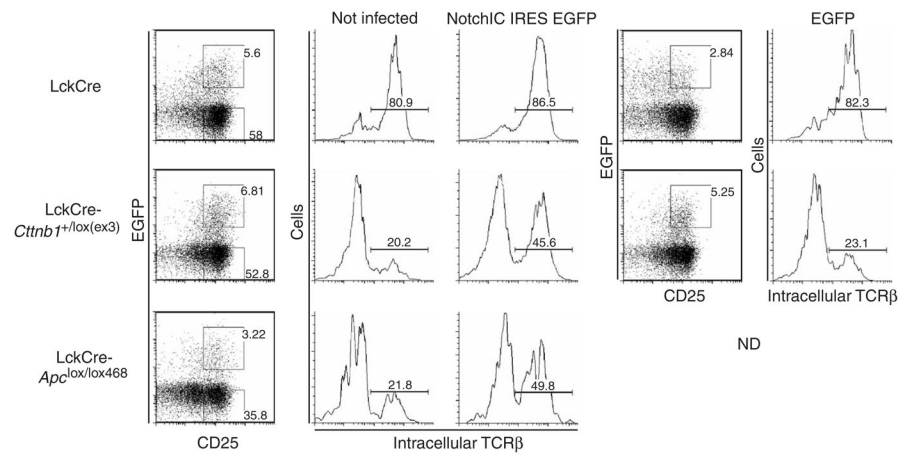 Not infected
NotchIC IRES EGFP
EGFP
LckCre
5.6
58
80.9
86.5
2.84
82.3
LckCre-
Cttnb1+/lox(ex3)
6.81
52.8
20.2
45.6
5.25
23.1
EGFP
Cells
EGFP
Cells
CD25
Intracellular TCRβ
LckCre-
Apclox/lox468
3.22
35.8
21.8
49.8
ND
CD25
Intracellular TCRβ